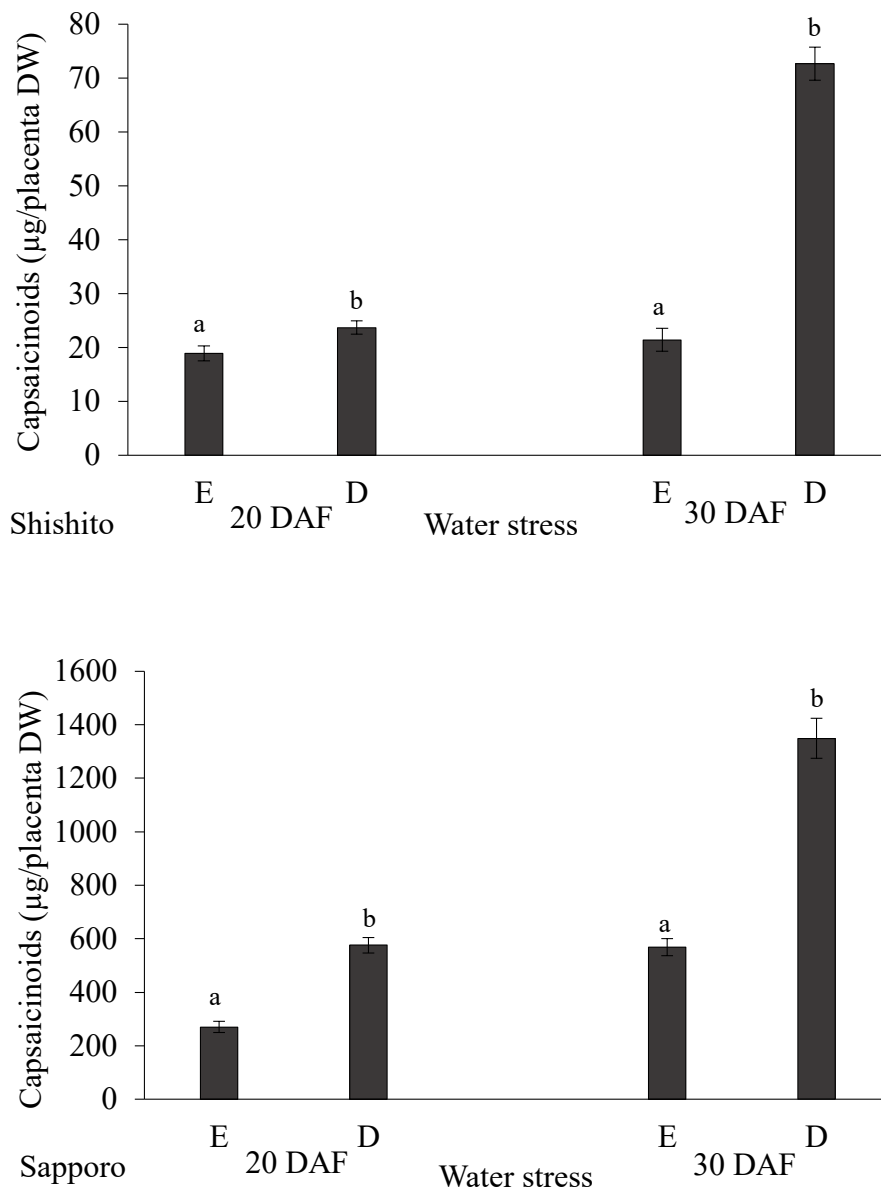 Capsaicinoids (µg/placenta DW)
80
70
60
50
40
30
20
10
0
a
b
a
b
E
D
E
D
20 DAF
30 DAF
Shishito
Water stress
Capsaicinoids (µg/placenta DW)
1600
1400
1200
1000
800
600
400
200
0
a
b
a
b
E
D
E
D
20 DAF
30 DAF
Sapporo
Water stress